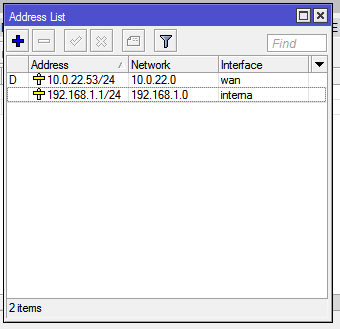 Address List
Find
Address Network Interface
D 10.0.22.53/24 10.0.22.0 wan
192.168.1.1/24 192.168.1.0 interna
2 items